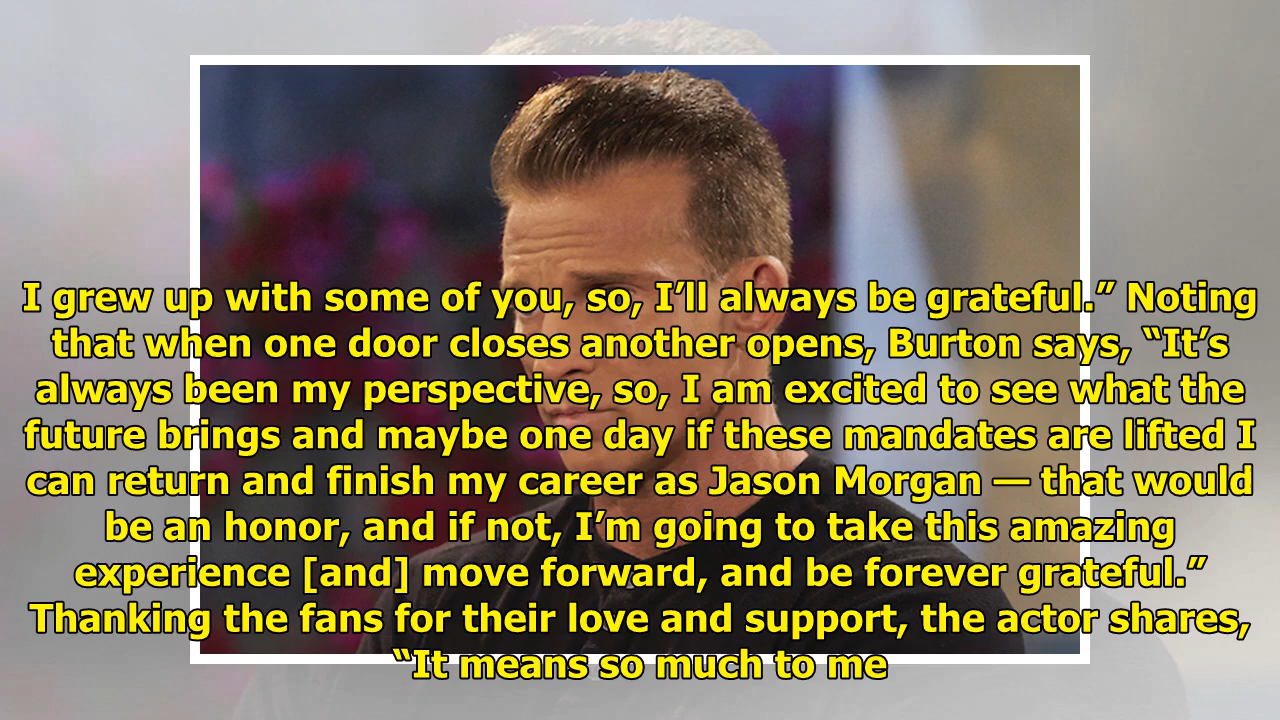 I grew up with some of you, so, I’ll always be grateful.” Noting
that when one door closes another opens, Burton says, “It’s
always been my perspective, so, I am excited to see what the
future brings and maybe one day if these mandates are lifted I
can return and finish my career as Jason Morgan — that would
be an honor, and if not, I’m going to take this amazing
experience [and] move forward, and be forever grateful.”
Thanking the fans for their love and support, the actor shares,
“It means so much to me